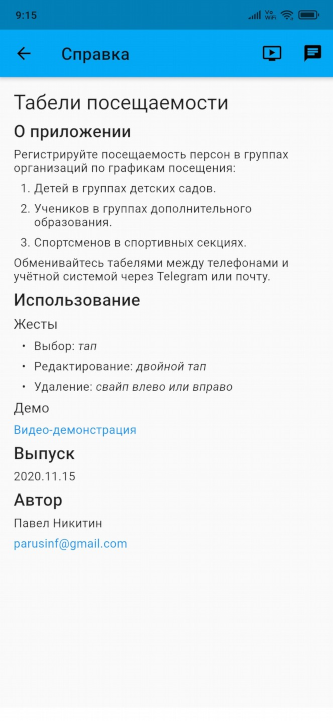 9:15
Vo
WiFi
Справка
Табели посещаемости
О приложении
Регистрируйте посещаемость персон в группах
организаций по графикам посещения:
1. Детей в группах детских садов.
2. Учеников в группах дополнительного
образования.
3. Спортсменов в спортивных секциях.
Обменивайтесь табелями между телефонами и
учётной системой через Telegram или почту.
Использование
Жесты
• Выбор: тап
• Редактирование: двойной тап
• Удаление: свайп влево или вправо
Демо
Видео-демонстрация
Выпуск
2020.11.15
Автор
Павел Никитин
parusinf@gmail.com